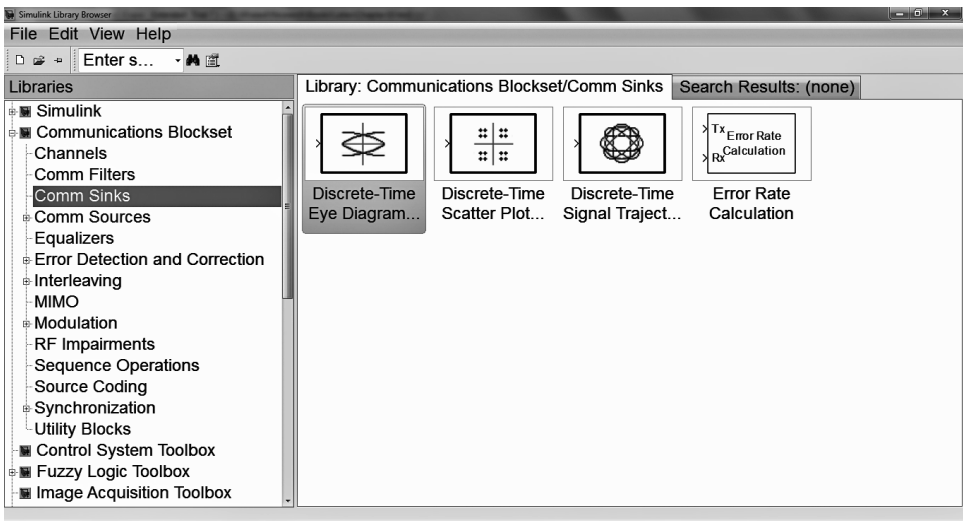 Simulink Library Browser
File Edit View Help
Enter s...
Libraries
Library: Communications Blockset/Comm Sinks
Search Results: (none)
Simulink
Communications Blockset
Channels
Comm Filters
Comm Sinks
Comm Sources
Equalizers
Error Detection and Correction
Interleaving
MIMO
Modulation
RF Impairments
Sequence Operations
Source Coding
Synchronization
Utility Blocks
Control System Toolbox
Fuzzy Logic Toolbox
Image Acquisition Toolbox
Discrete-Time
Eye Diagram...
Discrete-Time
Scatter Plot...
Discrete-Time
Signal Traject...
Tx Error Rate
Rx Calculation
Error Rate
Calculation